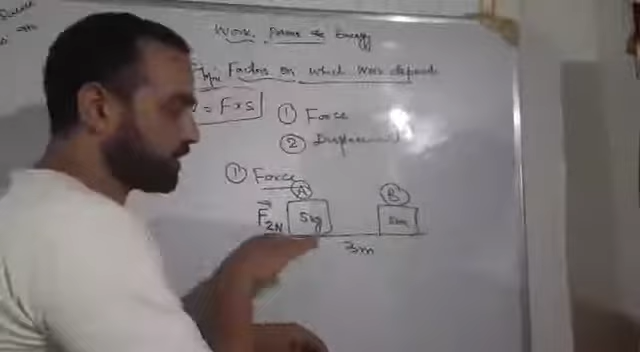 Work, Power & Energy
Factors on which Work depends
= F × S
① Force
② Displacement
① Force
A B
F 2N 5kg 5kg
3m